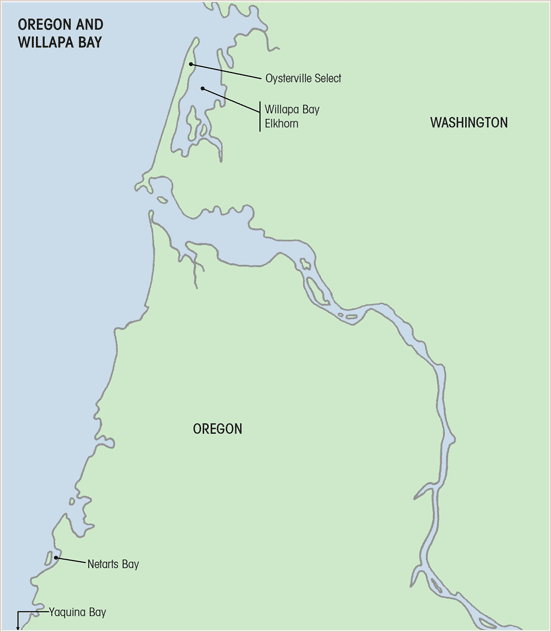 OREGON AND
WILLAPA BAY
Oysterville Select
Willapa Bay
Elkhorn
WASHINGTON
OREGON
Netarts Bay
Yaquina Bay